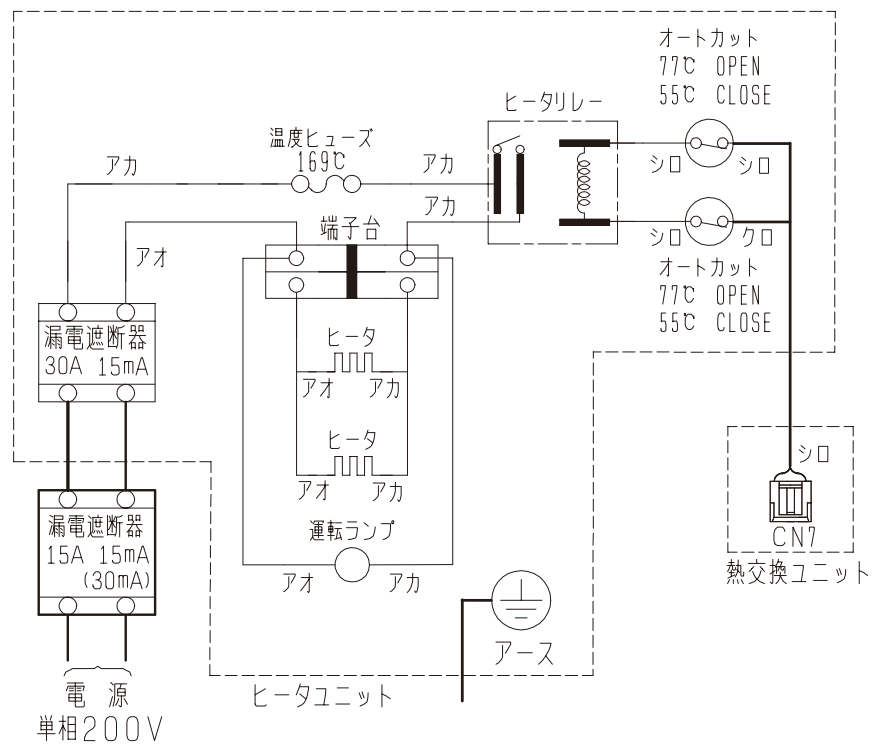 オートカット
77℃ OPEN
55℃ CLOSE
ヒータリレー
温度ヒューズ
169℃
アカ
アカ
シロ
シロ
アカ
端子台
アオ
シロ
クロ
オートカット
77℃ OPEN
55℃ CLOSE
漏電遮断器
30A 15mA
ヒータ
アオ
アカ
ヒータ
アオ
アカ
シロ
CN7
熱交換ユニット
漏電遮断器
15A 15mA
(30mA)
運転ランプ
アオ
アカ
アース
ヒータユニット
電 源
単相200V